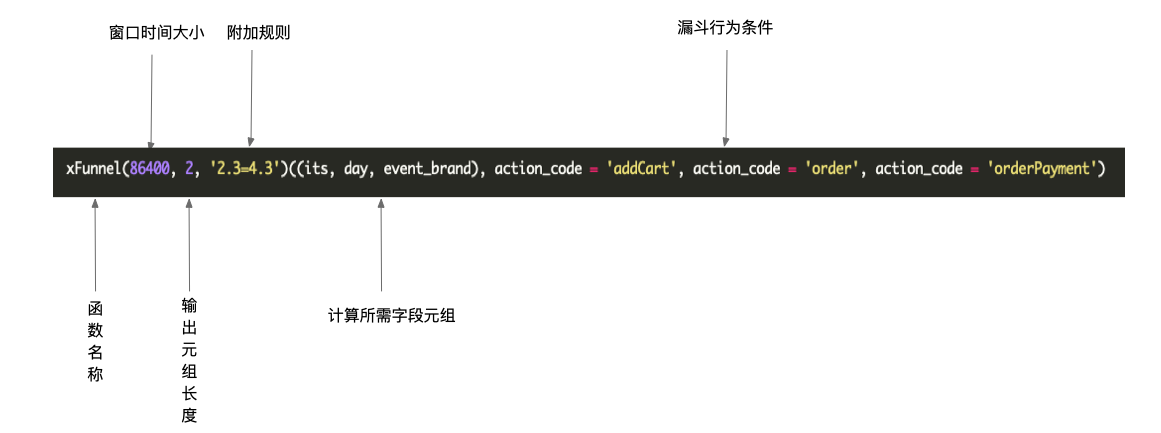 窗口时间大小 附加规则 漏斗行为条件
xFunnel(86400, 2, '2.3=4.3')((its, day, event_brand), action_code = 'addCart', action_code = 'order', action_code = 'orderPayment')
函数名称
输出元组长度
计算所需字段元组